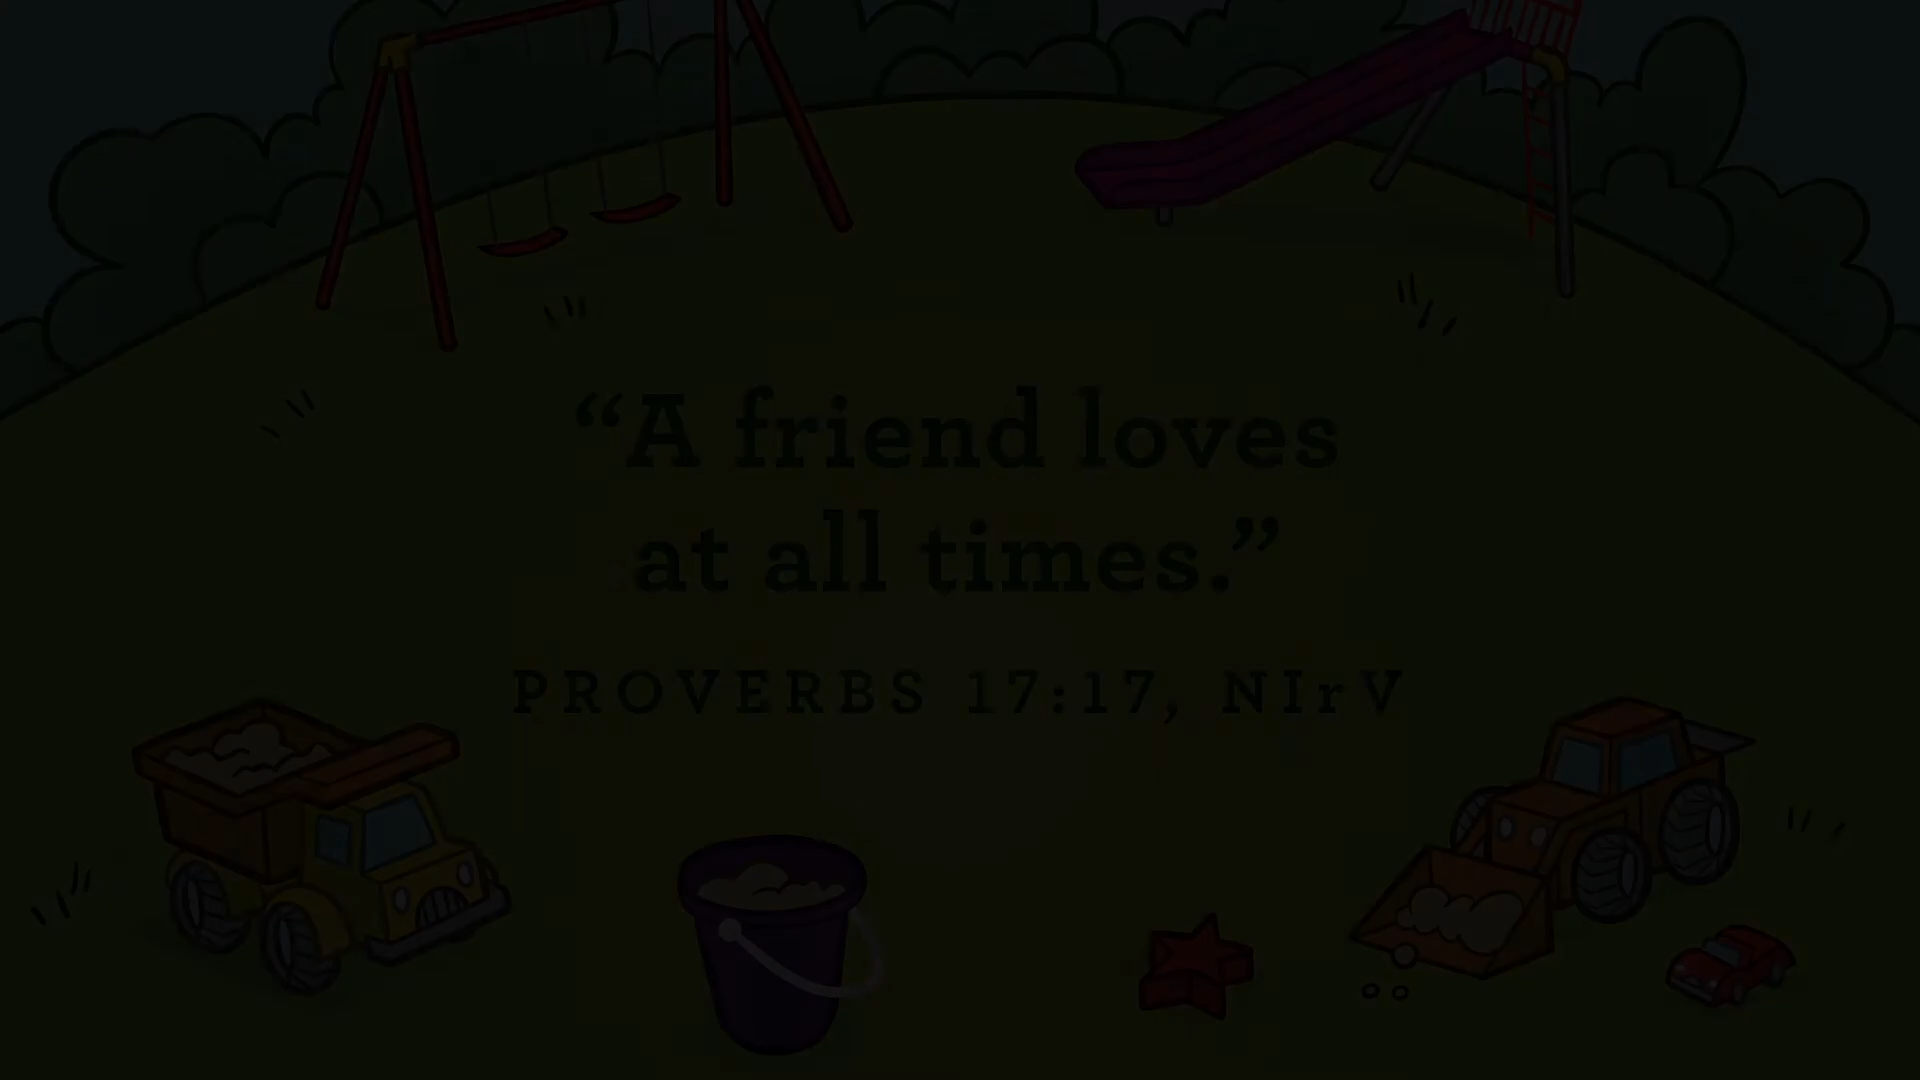 “A friend loves
at all times.”
PROVERBS 17:17, NIrV